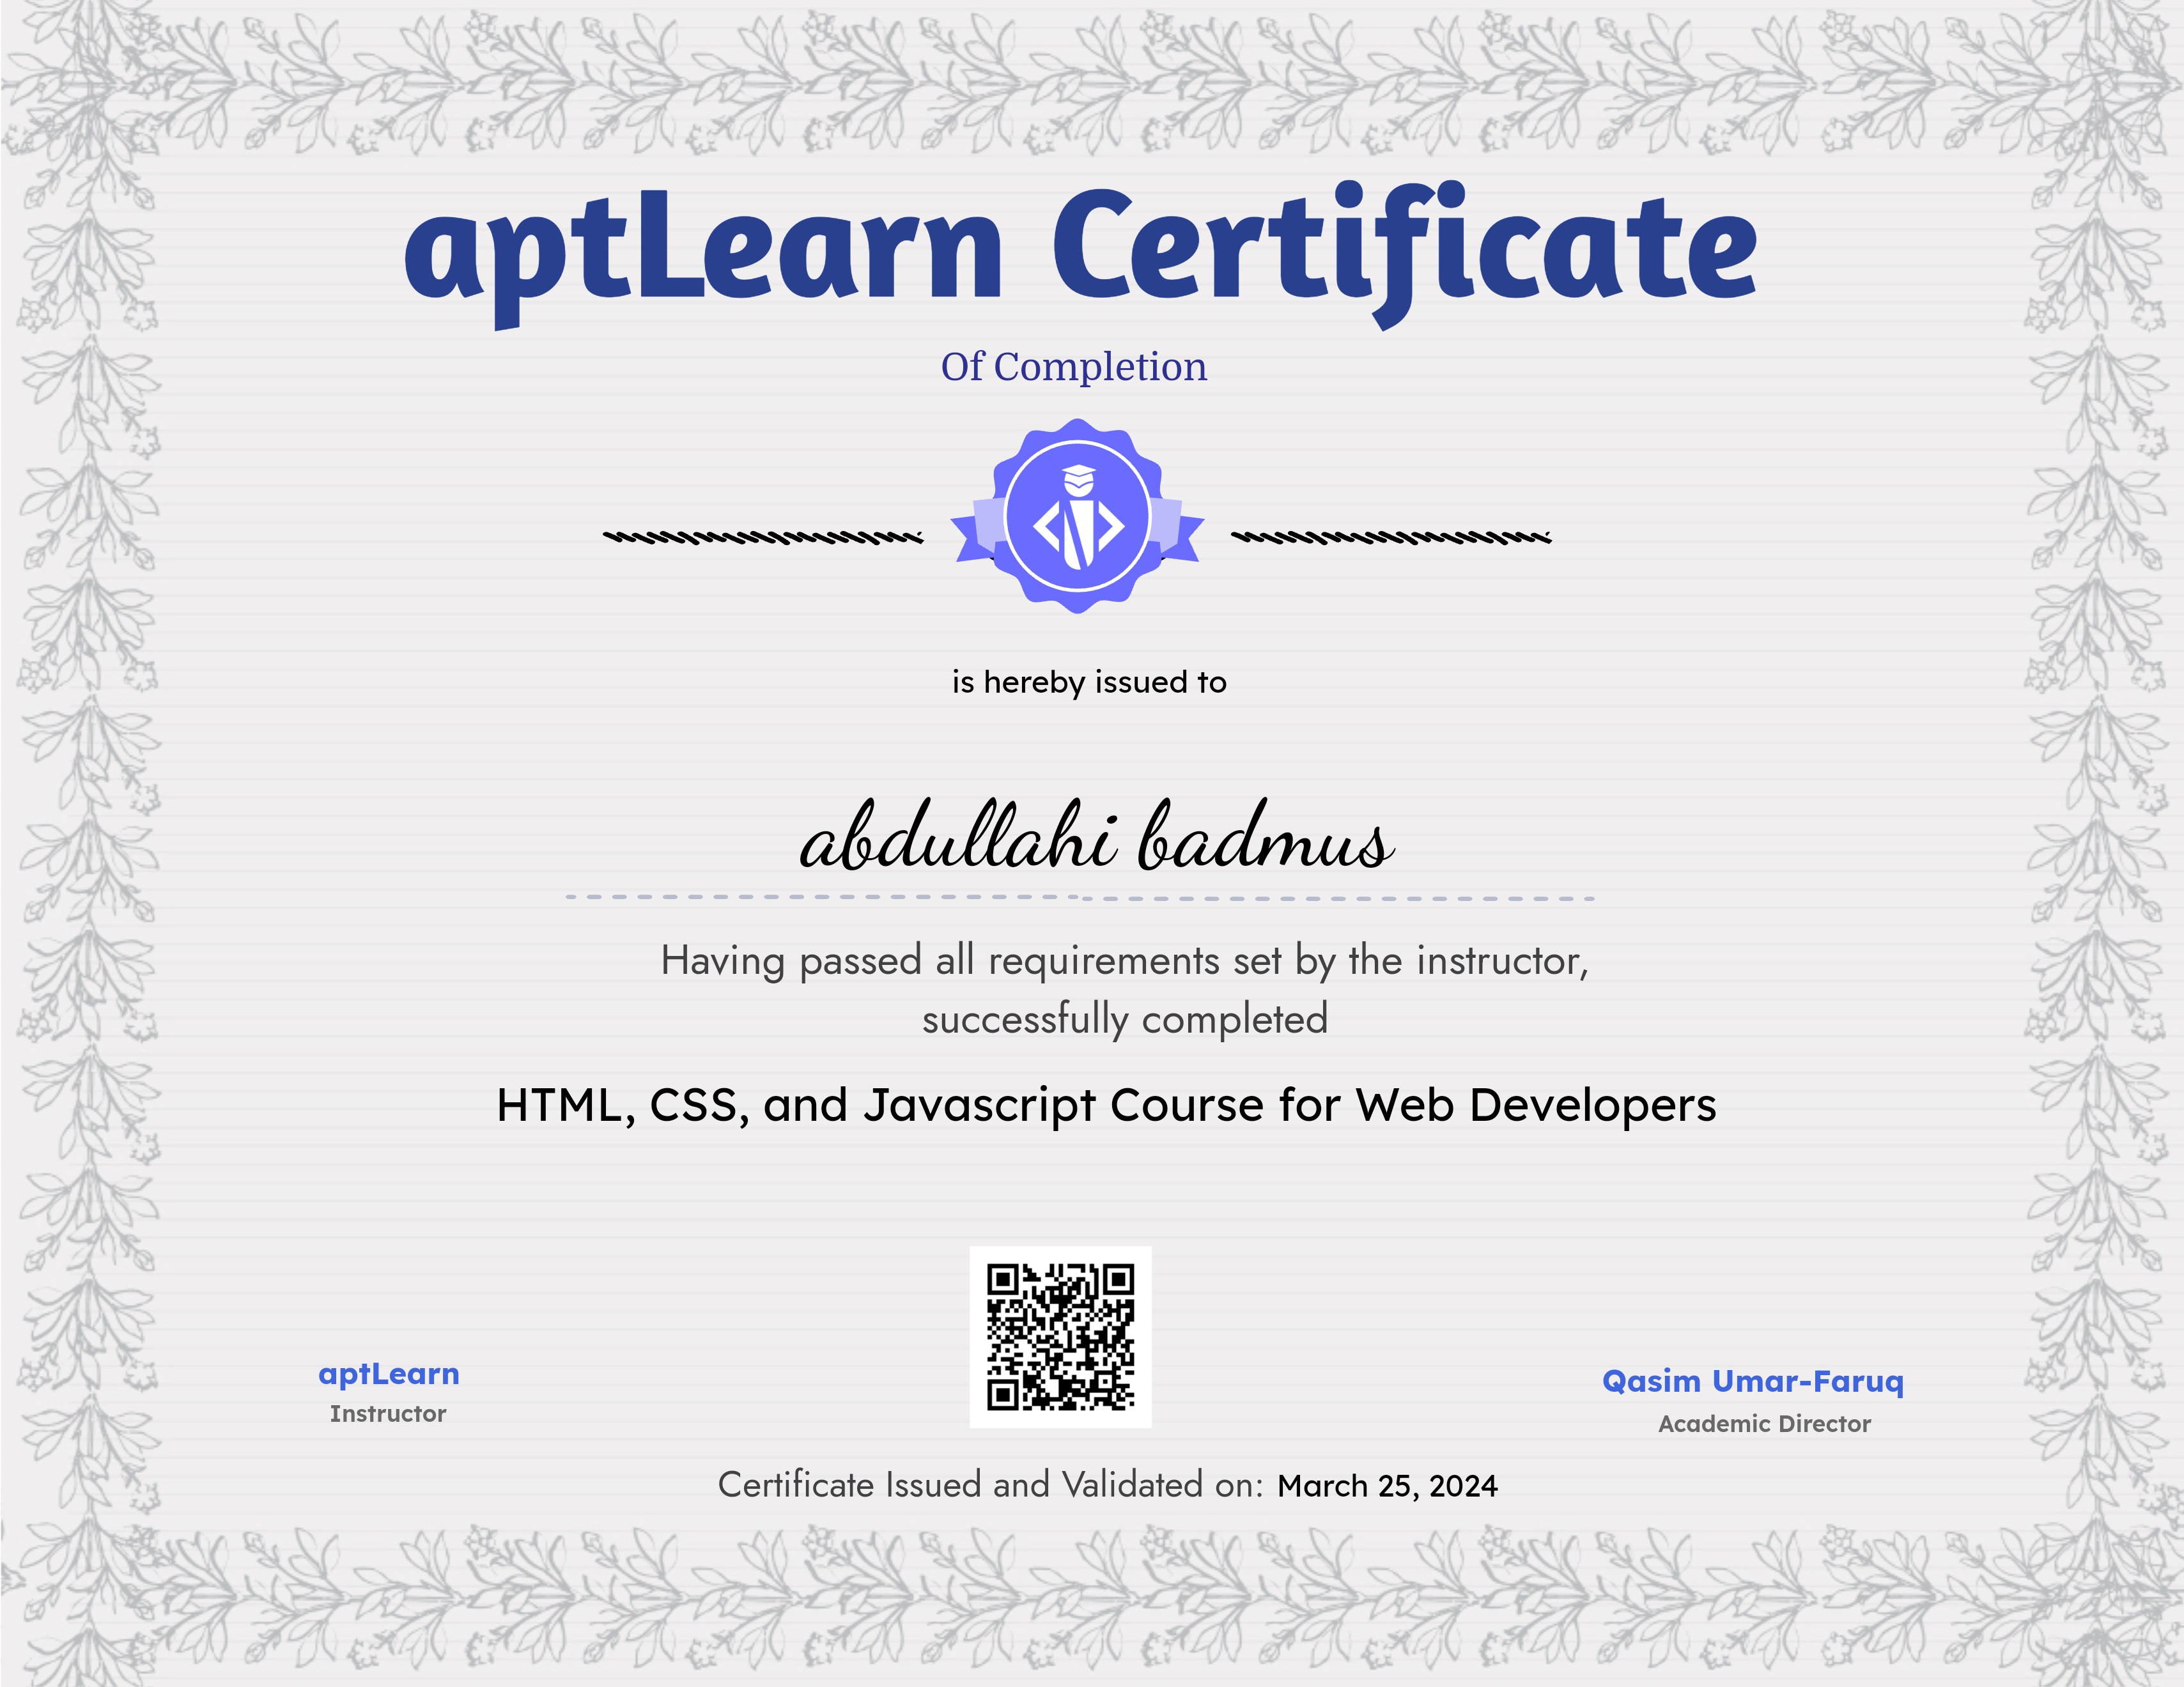 aptLearn Certificate
Of Completion
is hereby issued to
abdullahi badmus
Having passed all requirements set by the instructor,
successfully completed
HTML, CSS, and Javascript Course for Web Developers
aptLearn
Instructor
Qasim Umar-Faruq
Academic Director
Certificate Issued and Validated on: March 25, 2024